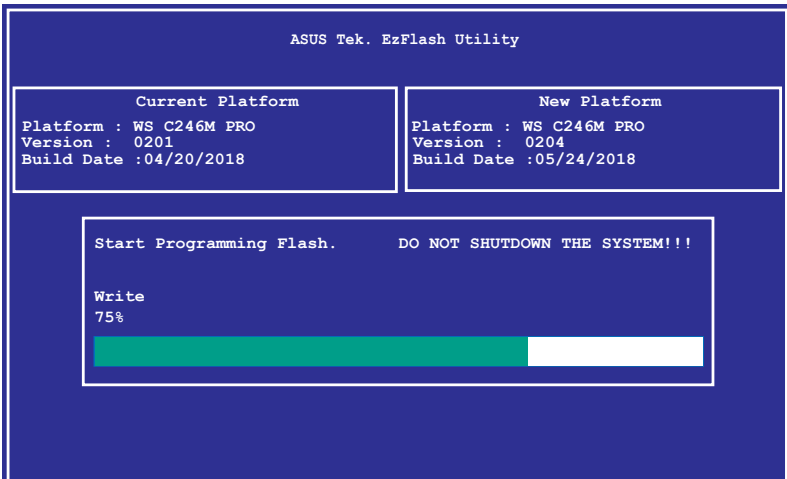 ASUS Tek. EzFlash Utility
Current Platform
Platform : WS C246M PRO
Version : 0201
Build Date :04/20/2018
New Platform
Platform : WS C246M PRO
Version : 0204
Build Date :05/24/2018
Start Programming Flash. DO NOT SHUTDOWN THE SYSTEM!!!
Write
75%